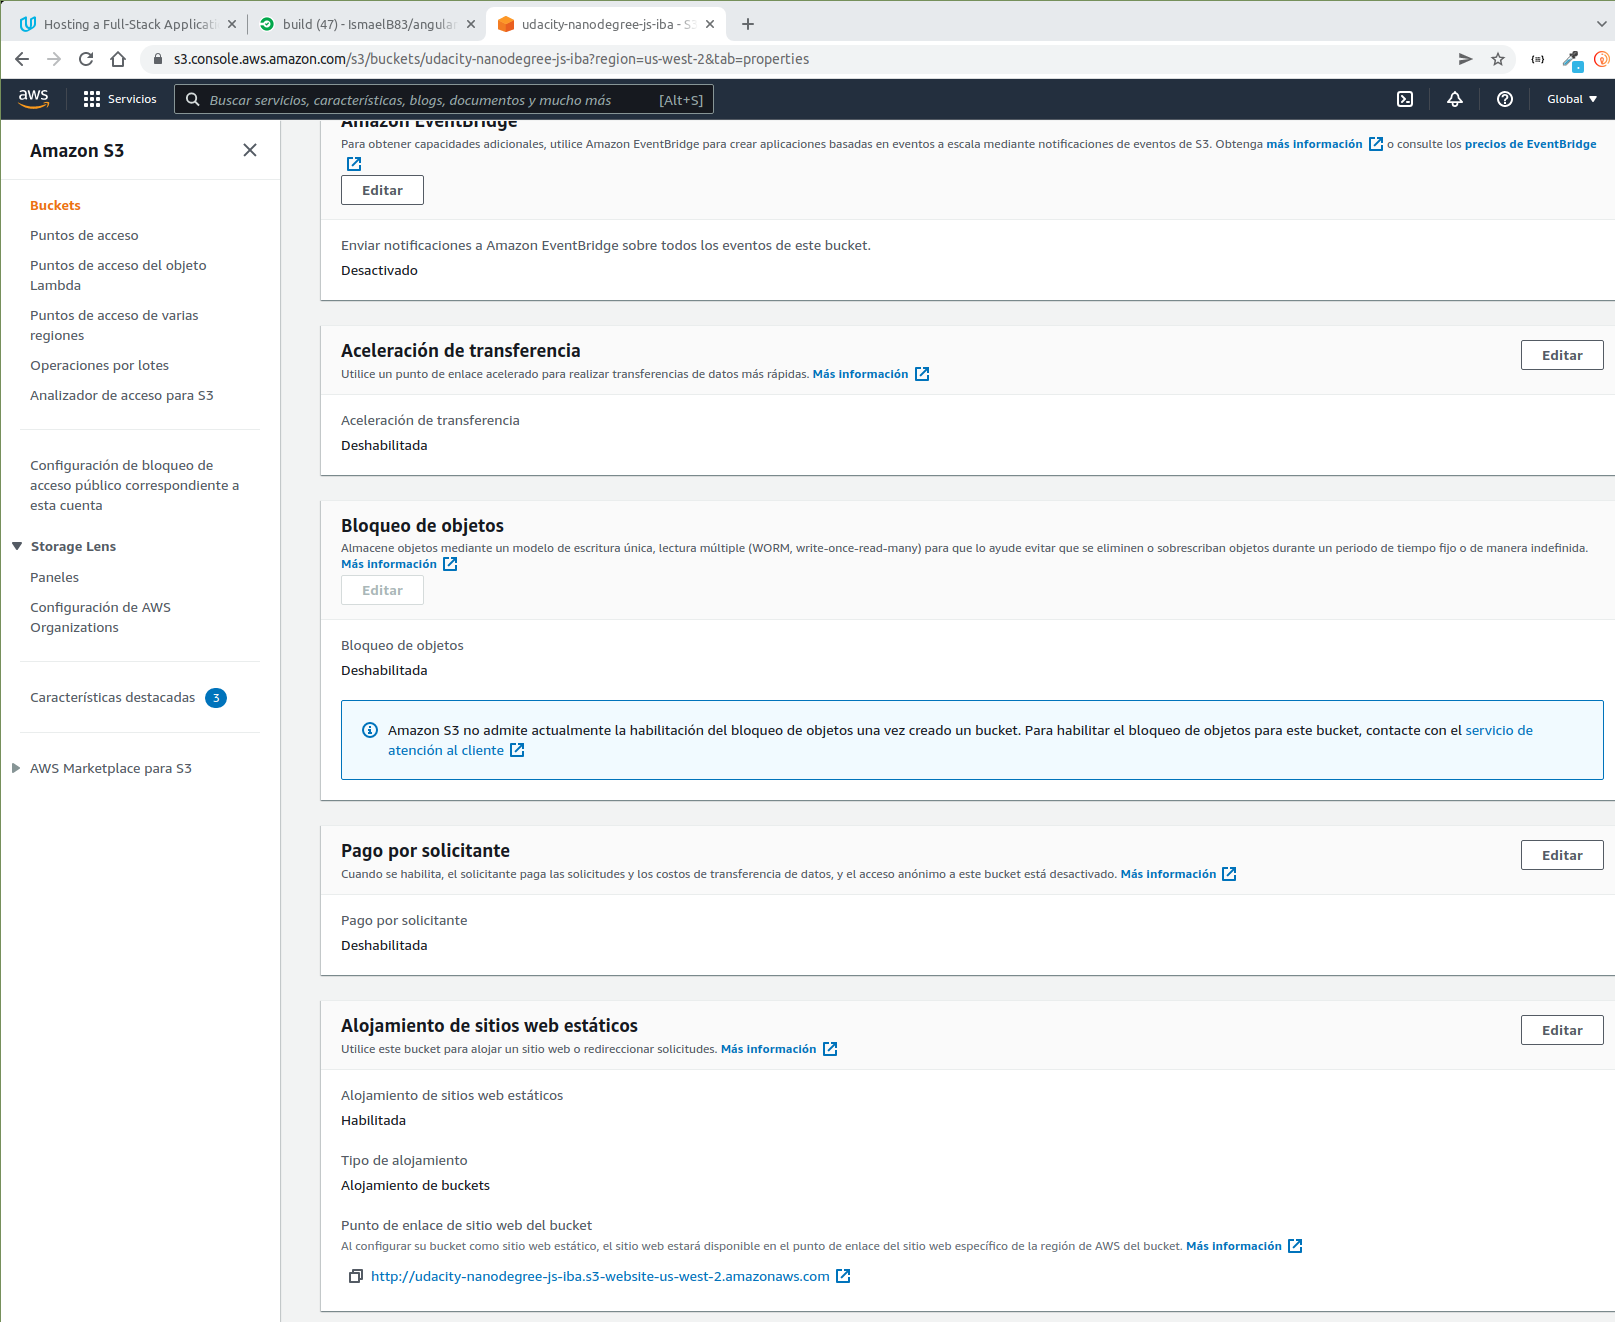 Hosting a Full-Stack Applicati
build (47) - IsmaelB83/angular
udacity-nanodegree-js-iba - S3
s3.console.aws.amazon.com/s3/buckets/udacity-nanodegree-js-iba?region=us-west-2&tab=properties
aws
Servicios
Buscar servicios, características, blogs, documentos y mucho más
[Alt+S]
Global
Amazon S3
Buckets
Puntos de acceso
Puntos de acceso del objeto
Lambda
Puntos de acceso de varias
regiones
Operaciones por lotes
Analizador de acceso para S3
Configuración de bloqueo de
acceso público correspondiente a
esta cuenta
Storage Lens
Paneles
Configuración de AWS
Organizations
Características destacadas 3
AWS Marketplace para S3
Amazon EventBridge
Para obtener capacidades adicionales, utilice Amazon EventBridge para crear aplicaciones basadas en eventos a escala mediante notificaciones de eventos de S3. Obtenga más información o consulte los precios de EventBridge
Editar
Enviar notificaciones a Amazon EventBridge sobre todos los eventos de este bucket.
Desactivado
Aceleración de transferencia
Editar
Utilice un punto de enlace acelerado para realizar transferencias de datos más rápidas. Más información
Aceleración de transferencia
Deshabilitada
Bloqueo de objetos
Almacene objetos mediante un modelo de escritura única, lectura múltiple (WORM, write-once-read-many) para que lo ayude evitar que se eliminen o sobrescriban objetos durante un periodo de tiempo fijo o de manera indefinida.
Más información
Editar
Bloqueo de objetos
Deshabilitada
Amazon S3 no admite actualmente la habilitación del bloqueo de objetos una vez creado un bucket. Para habilitar el bloqueo de objetos para este bucket, contacte con el servicio de
atención al cliente
Pago por solicitante
Editar
Cuando se habilita, el solicitante paga las solicitudes y los costos de transferencia de datos, y el acceso anónimo a este bucket está desactivado. Más información
Pago por solicitante
Deshabilitada
Alojamiento de sitios web estáticos
Editar
Utilice este bucket para alojar un sitio web o redireccionar solicitudes. Más información
Alojamiento de sitios web estáticos
Habilitada
Tipo de alojamiento
Alojamiento de buckets
Punto de enlace de sitio web del bucket
Al configurar su bucket como sitio web estático, el sitio web estará disponible en el punto de enlace del sitio web específico de la región de AWS del bucket. Más información
http://udacity-nanodegree-js-iba.s3-website-us-west-2.amazonaws.com